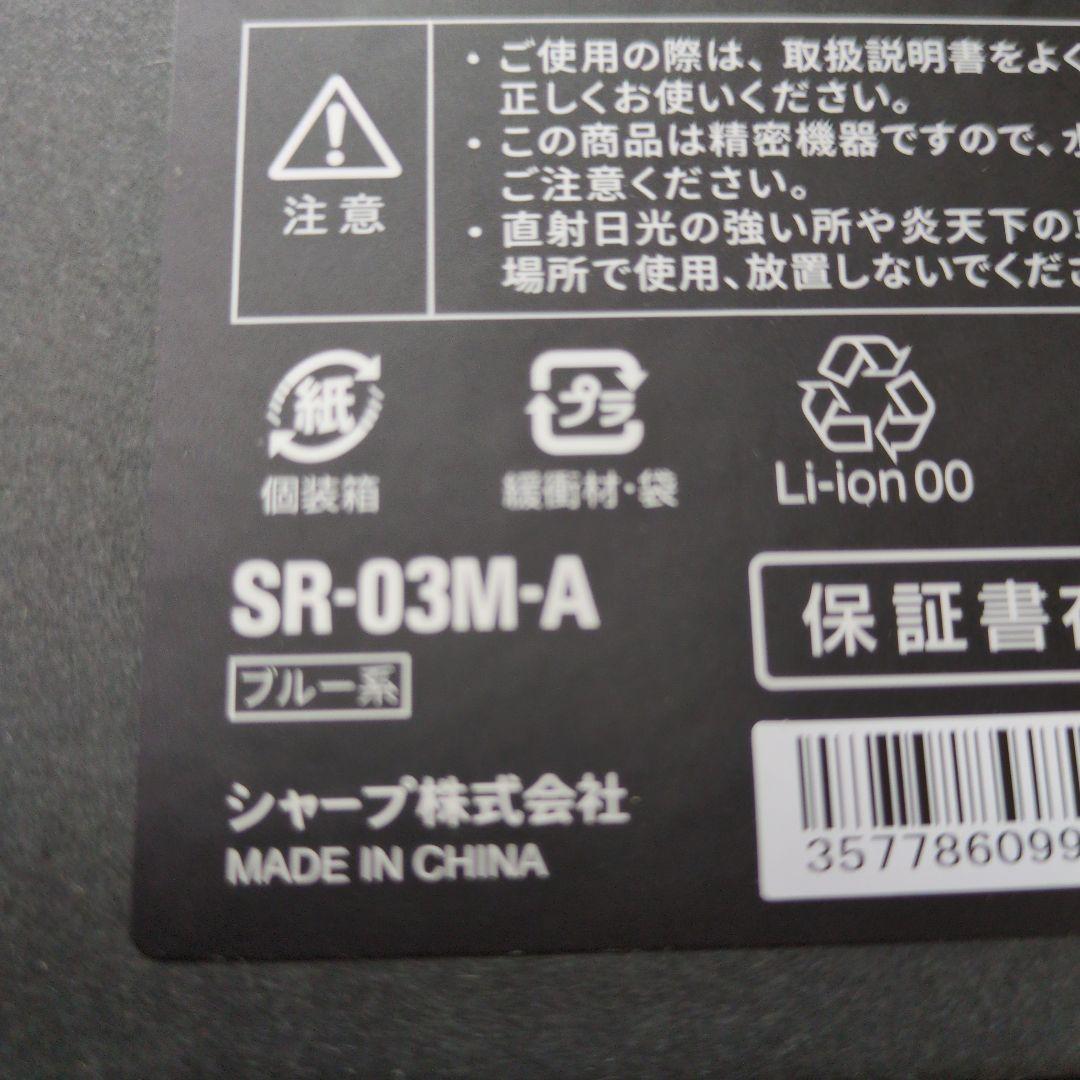 ・ご使用の際は、取扱説明書をよく
正しくお使いください。
・この商品は精密機器ですので、水
ご注意ください。
・直射日光の強い所や炎天下の
場所で使用、放置しないでくださ
注意
紙
プラ
個装箱
緩衝材・袋
Li-ion 00
SR-03M-A
保証書
ブルー系
シャープ株式会社
MADE IN CHINA
357786099